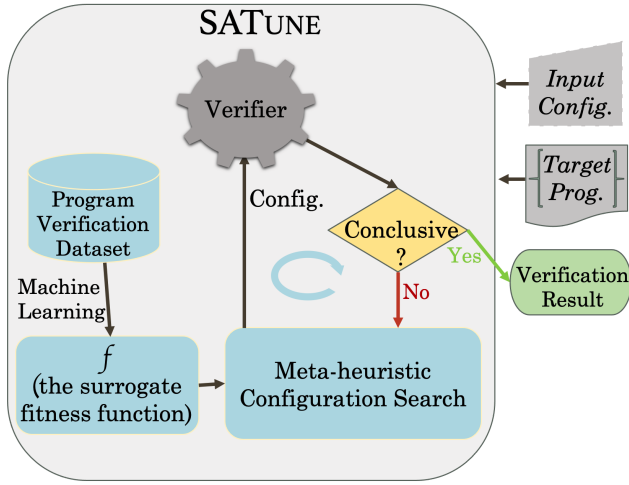 SATUNE
Input
Config.
Verifier
Target
Prog.
Program
Verification
Dataset
Config.
Conclusive
?
Yes
Verification
Result
Machine
Learning
No
f
(the surrogate
fitness function)
Meta-heuristic
Configuration Search